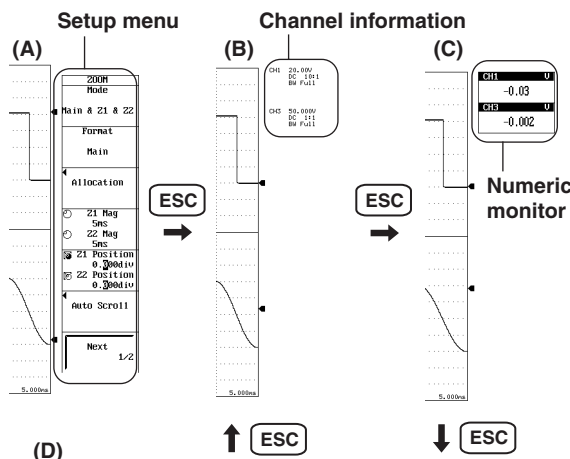 Setup menu
Channel information
(A)
(B)
(C)
ZOOM
Mode
Main & Z1 & Z2
Format
Main
Allocation
Z1 Mag
5ms
Z2 Mag
5ms
Z1 Position
0.000div
Z2 Position
0.000div
Auto Scroll
Next
1/2
5.000ms
ESC
CH1 20.00V
DC 10:1
BW Full
CH3 50.000V
DC 1:1
BW Full
5.000ms
ESC
CH1 V
-0.03
CH3 V
-0.002
Numeric
monitor
5.000ms
ESC
ESC
(D)